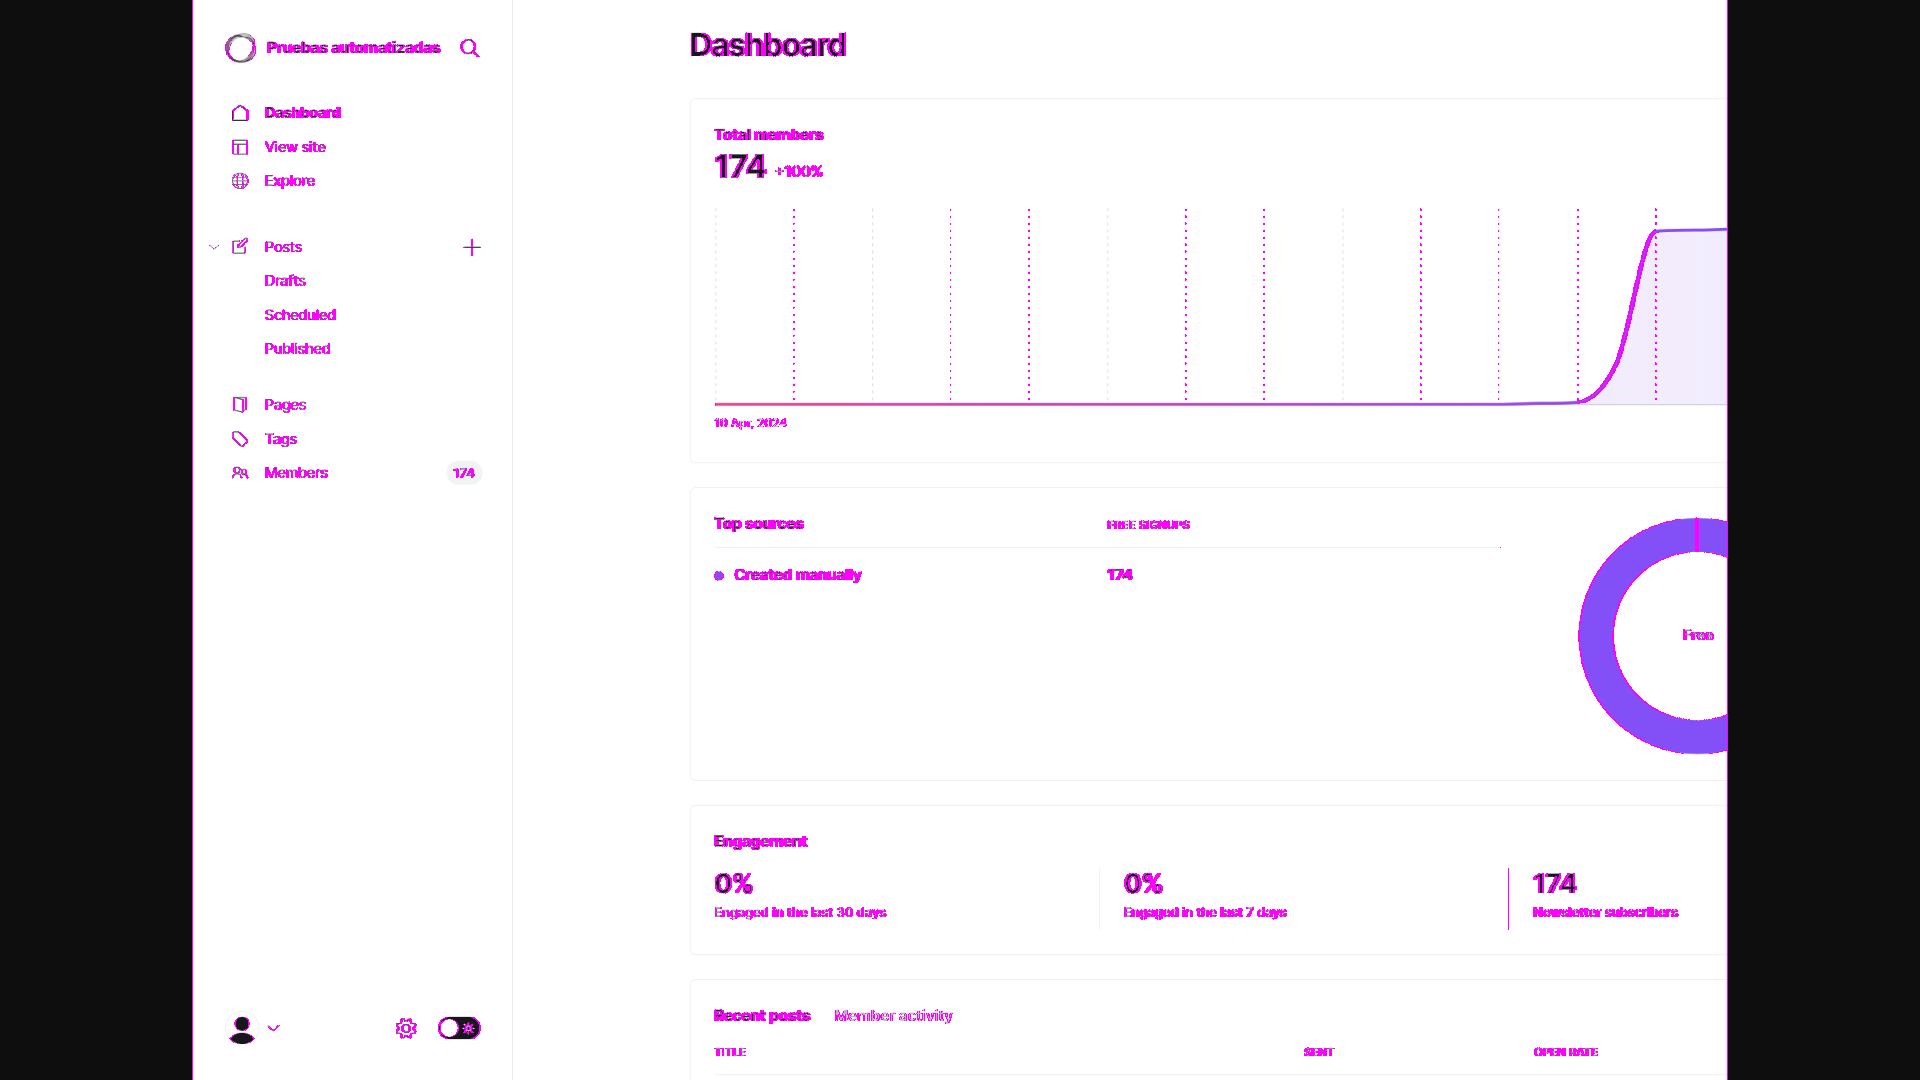 Pruebas automatizadas
Dashboard
View site
Explore
Posts
Drafts
Scheduled
Published
Pages
Tags
Members 174
Dashboard
Total members
174 +100%
10 Apr, 2024
Top sources FREE SIGNUPS
Created manually 174
Free
Engagement
0% 0% 174
Engaged in the last 30 days Engaged in the last 7 days Newsletter subscribers
Recent posts Member activity
TITLE SENT OPEN RATE